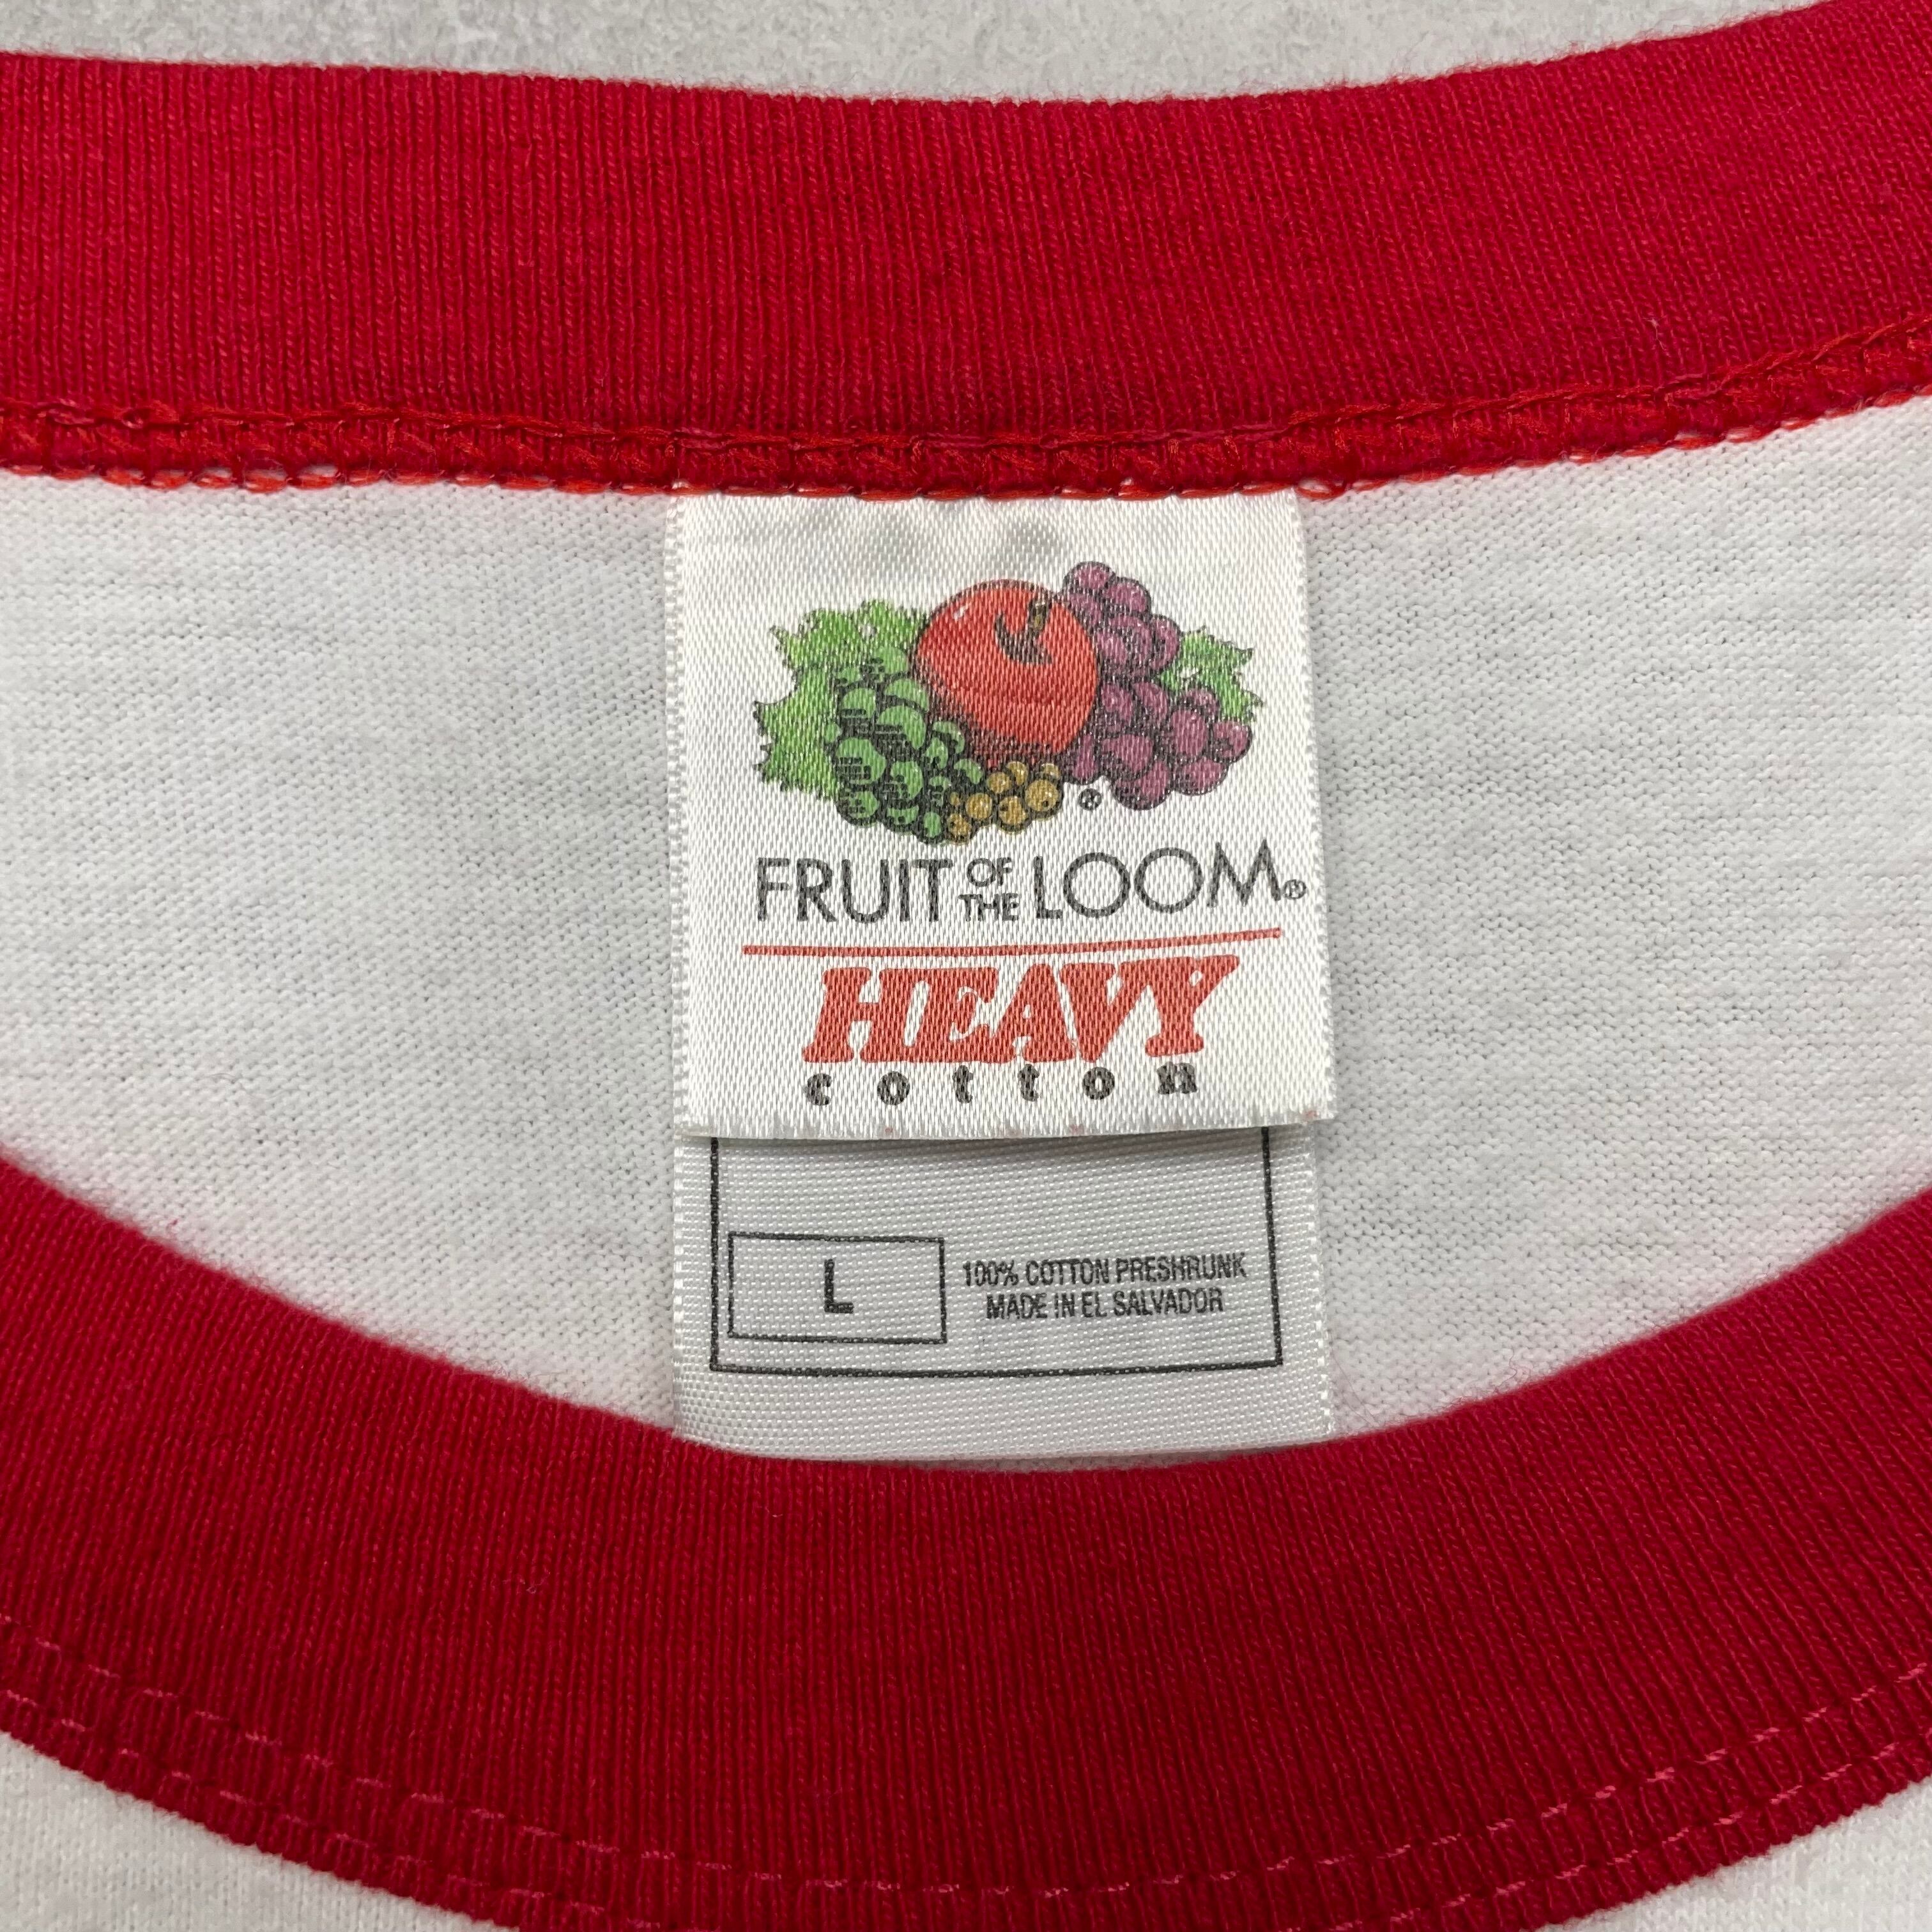 ®
FRUIT OF THE LOOM®
HEAVY
cotton
L
100% COTTON PRESHRUNK
MADE IN EL SALVADOR